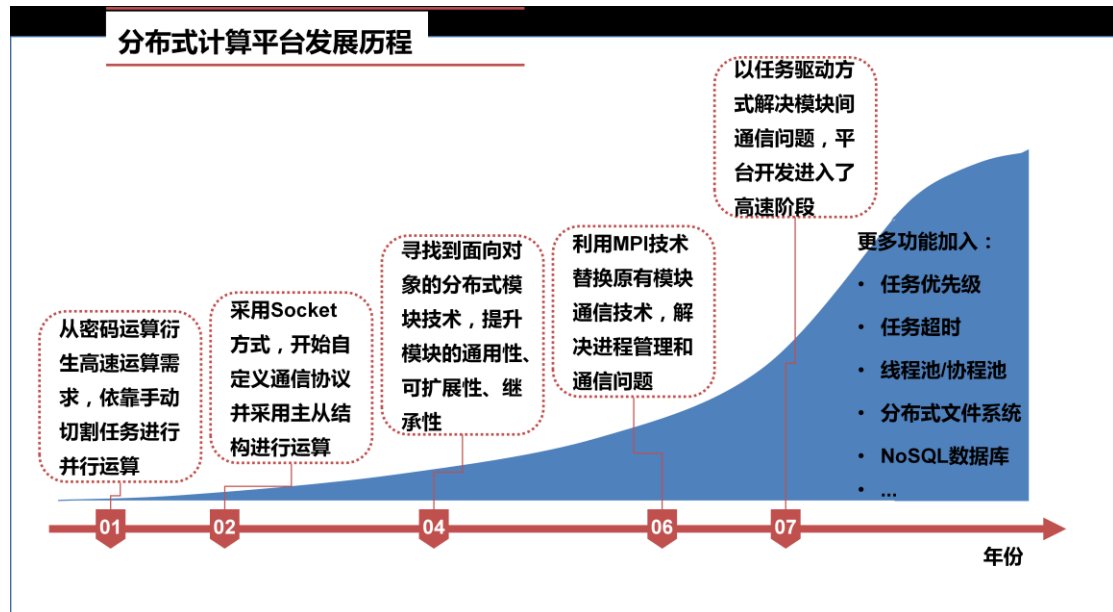 分布式计算平台发展历程
从密码运算衍
生高速运算需
求，依靠手动
切割任务进行
并行运算
采用Socket
方式，开始自
定义通信协议
并采用主从结
构进行运算
寻找到面向对
象的分布式模
块技术，提升
模块的通用性、
可扩展性、继
承性
利用MPI技术
替换原有模块
通信技术，解
决进程管理和
通信问题
以任务驱动方
式解决模块间
通信问题，平
台开发进入了
高速阶段
更多功能加入：
• 任务优先级
• 任务超时
• 线程池/协程池
• 分布式文件系统
• NoSQL数据库
• ...
01
02
04
06
07
年份